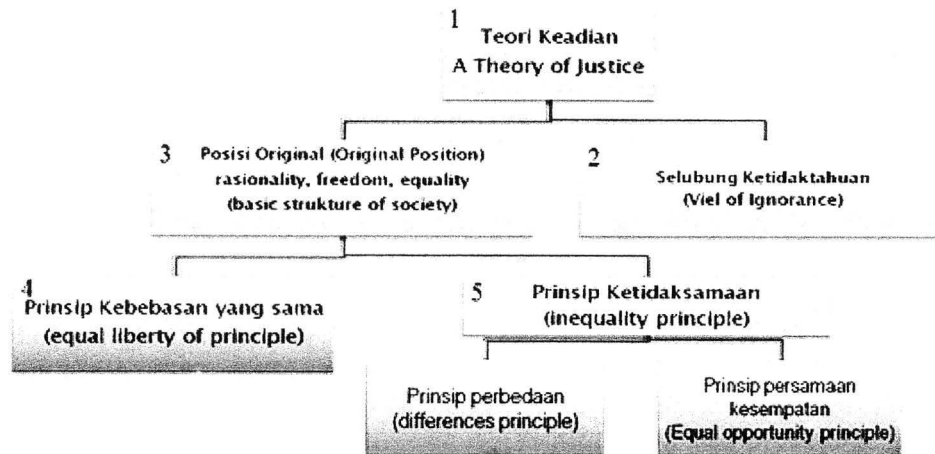 1
Teori Keadian
A Theory of Justice
3
Posisi Original (Original Position)
rasionality, freedom, equality
(basic strukture of society)
2
Selubung Ketidaktahuan
(Viel of Ignorance)
4
Prinsip Kebebasan yang sama
(equal liberty of principle)
5
Prinsip Ketidaksamaan
(inequality principle)
Prinsip perbedaan
(differences principle)
Prinsip persamaan
kesempatan
(Equal opportunity principle)